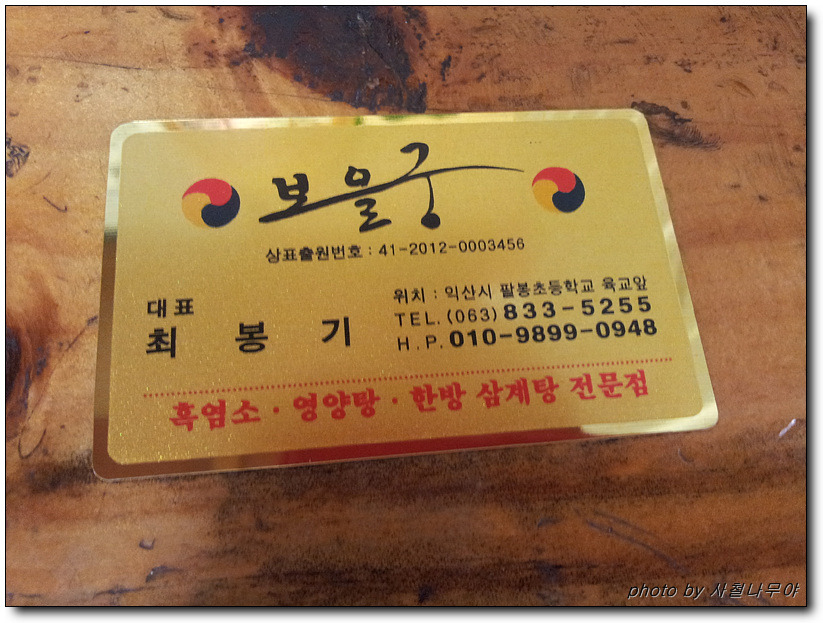 보을궁
상표출원번호 : 41-2012-0003456
대표
최 봉 기
위치 : 익산시 팔봉초등학교 육교앞
TEL. (063) 833-5255
H.P. 010-9899-0948
흑염소 · 영양탕 · 한방 삼계탕 전문점
photo by 사철나무야